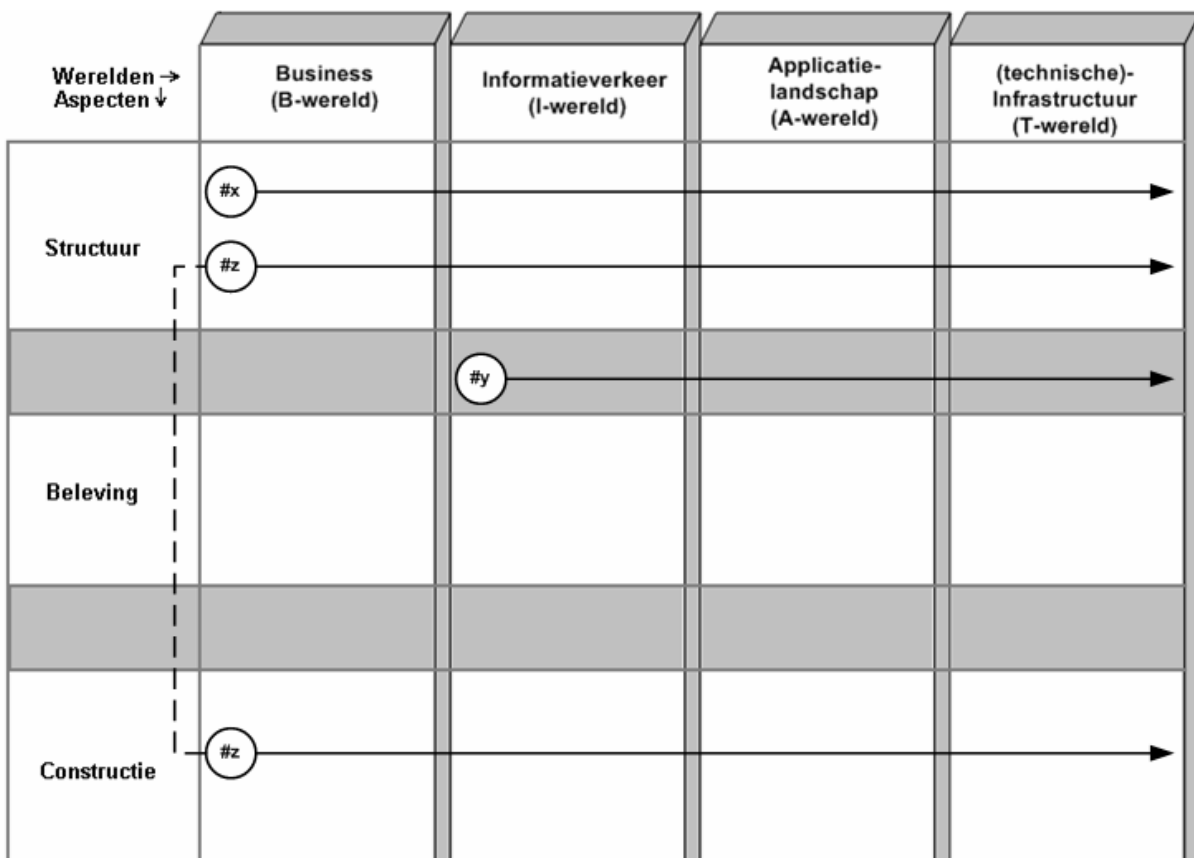 Werelden →
Aspecten ↓
Business
(B-wereld)
Informatieverkeer
(I-wereld)
Applicatie-
landschap
(A-wereld)
(technische)-
Infrastructuur
(T-wereld)
Structuur
#x
#z
#y
Beleving
Constructie
#z